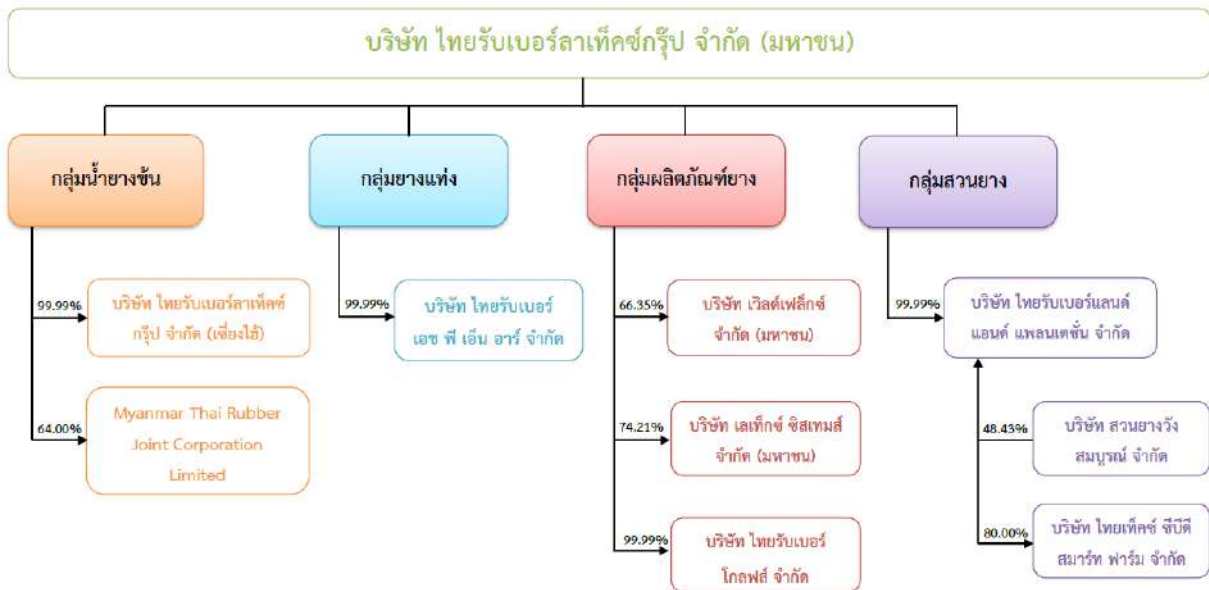 บริษัท ไทยรับเบอร์ลาเท็คซ์กรุ๊ป จำกัด (มหาชน)
กลุ่มน้ำยางข้น
กลุ่มยางแท่ง
กลุ่มผลิตภัณฑ์ยาง
กลุ่มสวนยาง
99.99%
บริษัท ไทยรับเบอร์ลาเท็คซ์
กรุ๊ป จำกัด (เซี่ยงไฮ้)
64.00%
Myanmar Thai Rubber
Joint Corporation
Limited
99.99%
บริษัท ไทยรับเบอร์
เอช พี เอ็น อาร์ จำกัด
66.35%
บริษัท เวิลด์เฟล็กซ์
จำกัด (มหาชน)
74.21%
บริษัท เลเท็กซ์ ซิสเทมส์
จำกัด (มหาชน)
99.99%
บริษัท ไทยรับเบอร์
โกลฟส์ จำกัด
99.99%
บริษัท ไทยรับเบอร์แลนด์
แอนด์ แพลนเตชั่น จำกัด
48.43%
บริษัท สวนยางวัง
สมบูรณ์ จำกัด
80.00%
บริษัท ไทยเท็คซ์ ซีบีดี
สมาร์ท ฟาร์ม จำกัด